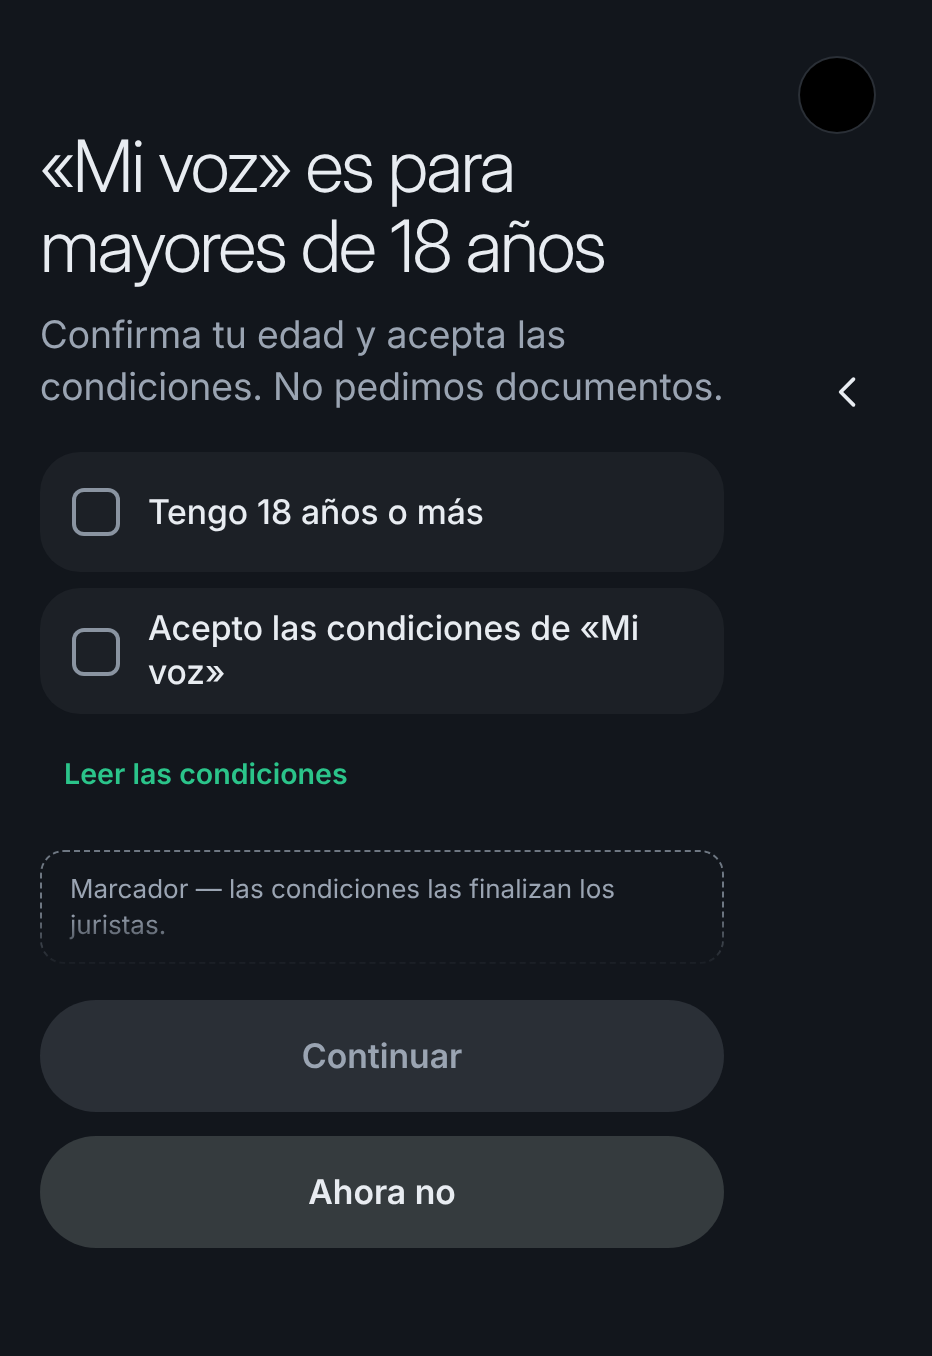 «Mi voz» es para
mayores de 18 años
Confirma tu edad y acepta las
condiciones. No pedimos documentos.
Tengo 18 años o más
Acepto las condiciones de «Mi
voz»
Leer las condiciones
Marcador — las condiciones las finalizan los
juristas.
Continuar
Ahora no